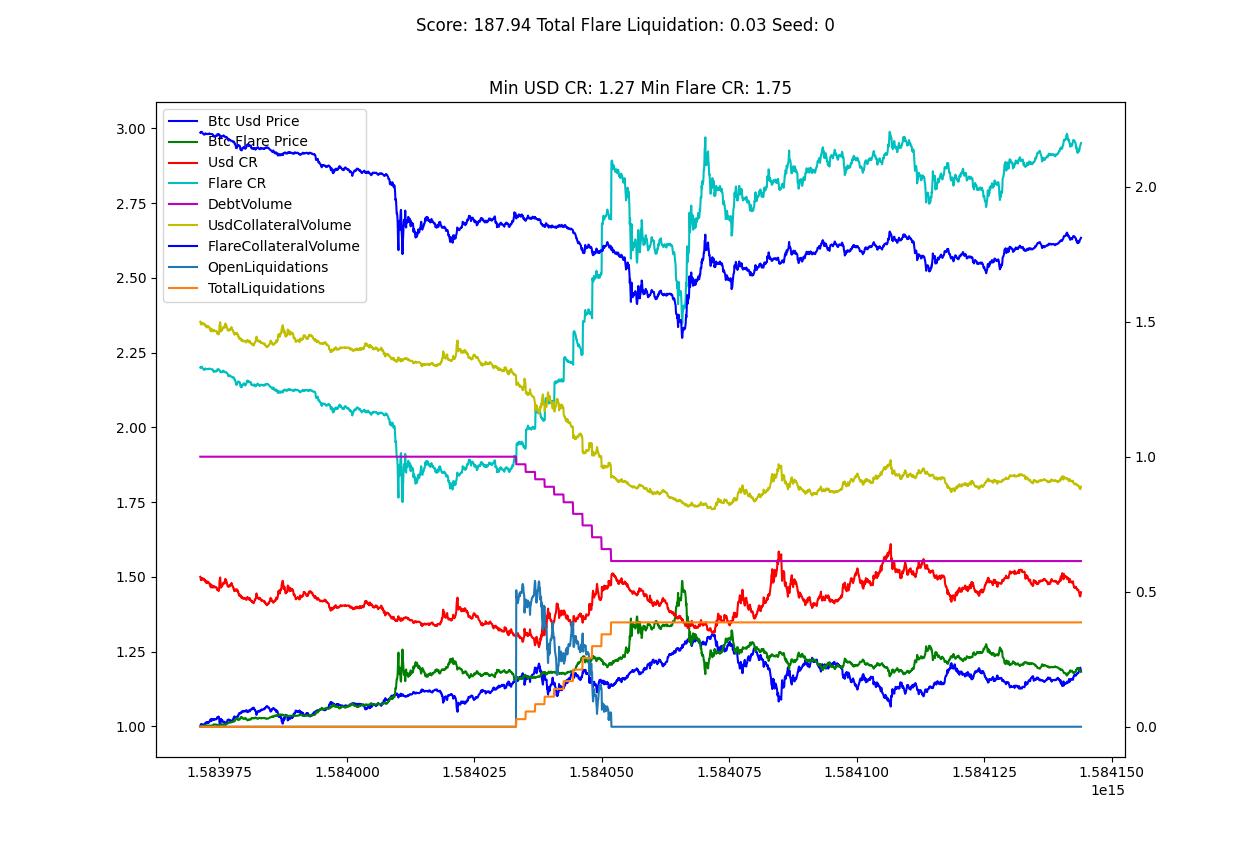 Score: 187.94 Total Flare Liquidation: 0.03 Seed: 0
Min USD CR: 1.27 Min Flare CR: 1.75
Btc Usd Price
Btc Flare Price
Usd CR
Flare CR
DebtVolume
UsdCollateralVolume
FlareCollateralVolume
OpenLiquidations
TotalLiquidations
3.00
2.75
2.50
2.25
2.00
1.75
1.50
1.25
1.00
2.0
1.5
1.0
0.5
0.0
1.583975 1.584000 1.584025 1.584050 1.584075 1.584100 1.584125 1.584150
1e15